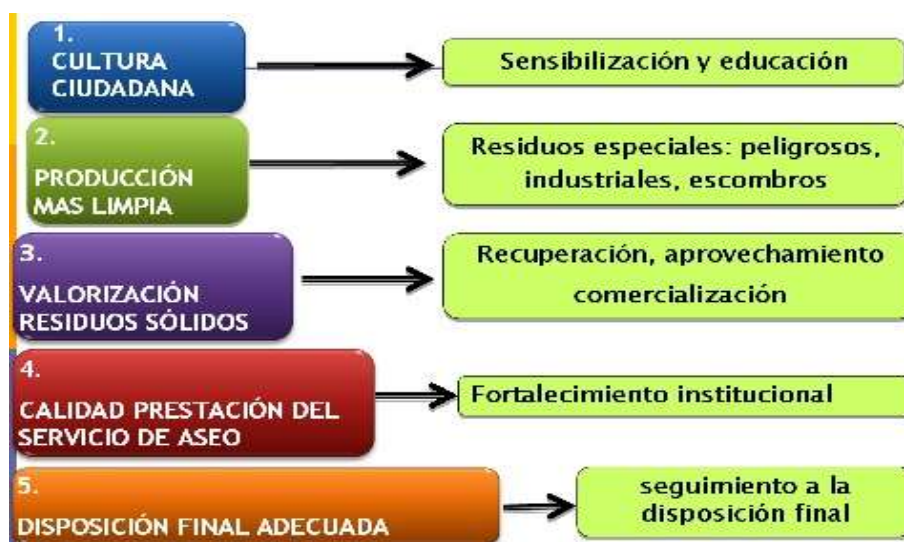 1.
CULTURA
CIUDADANA
Sensibilización y educación
2.
PRODUCCIÓN
MAS LIMPIA
Residuos especiales: peligrosos,
industriales, escombros
3.
VALORIZACIÓN
RESIDUOS SÓLIDOS
Recuperación, aprovechamiento
comercialización
4.
CALIDAD PRESTACIÓN DEL
SERVICIO DE ASEO
Fortalecimiento institucional
5.
DISPOSICIÓN FINAL ADECUADA
seguimiento a la
disposición final